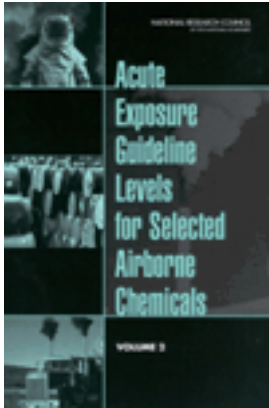 NATIONAL RESEARCH COUNCIL
Acute
Exposure
Guideline
Levels
for Selected
Airborne
Chemicals
VOLUME 3